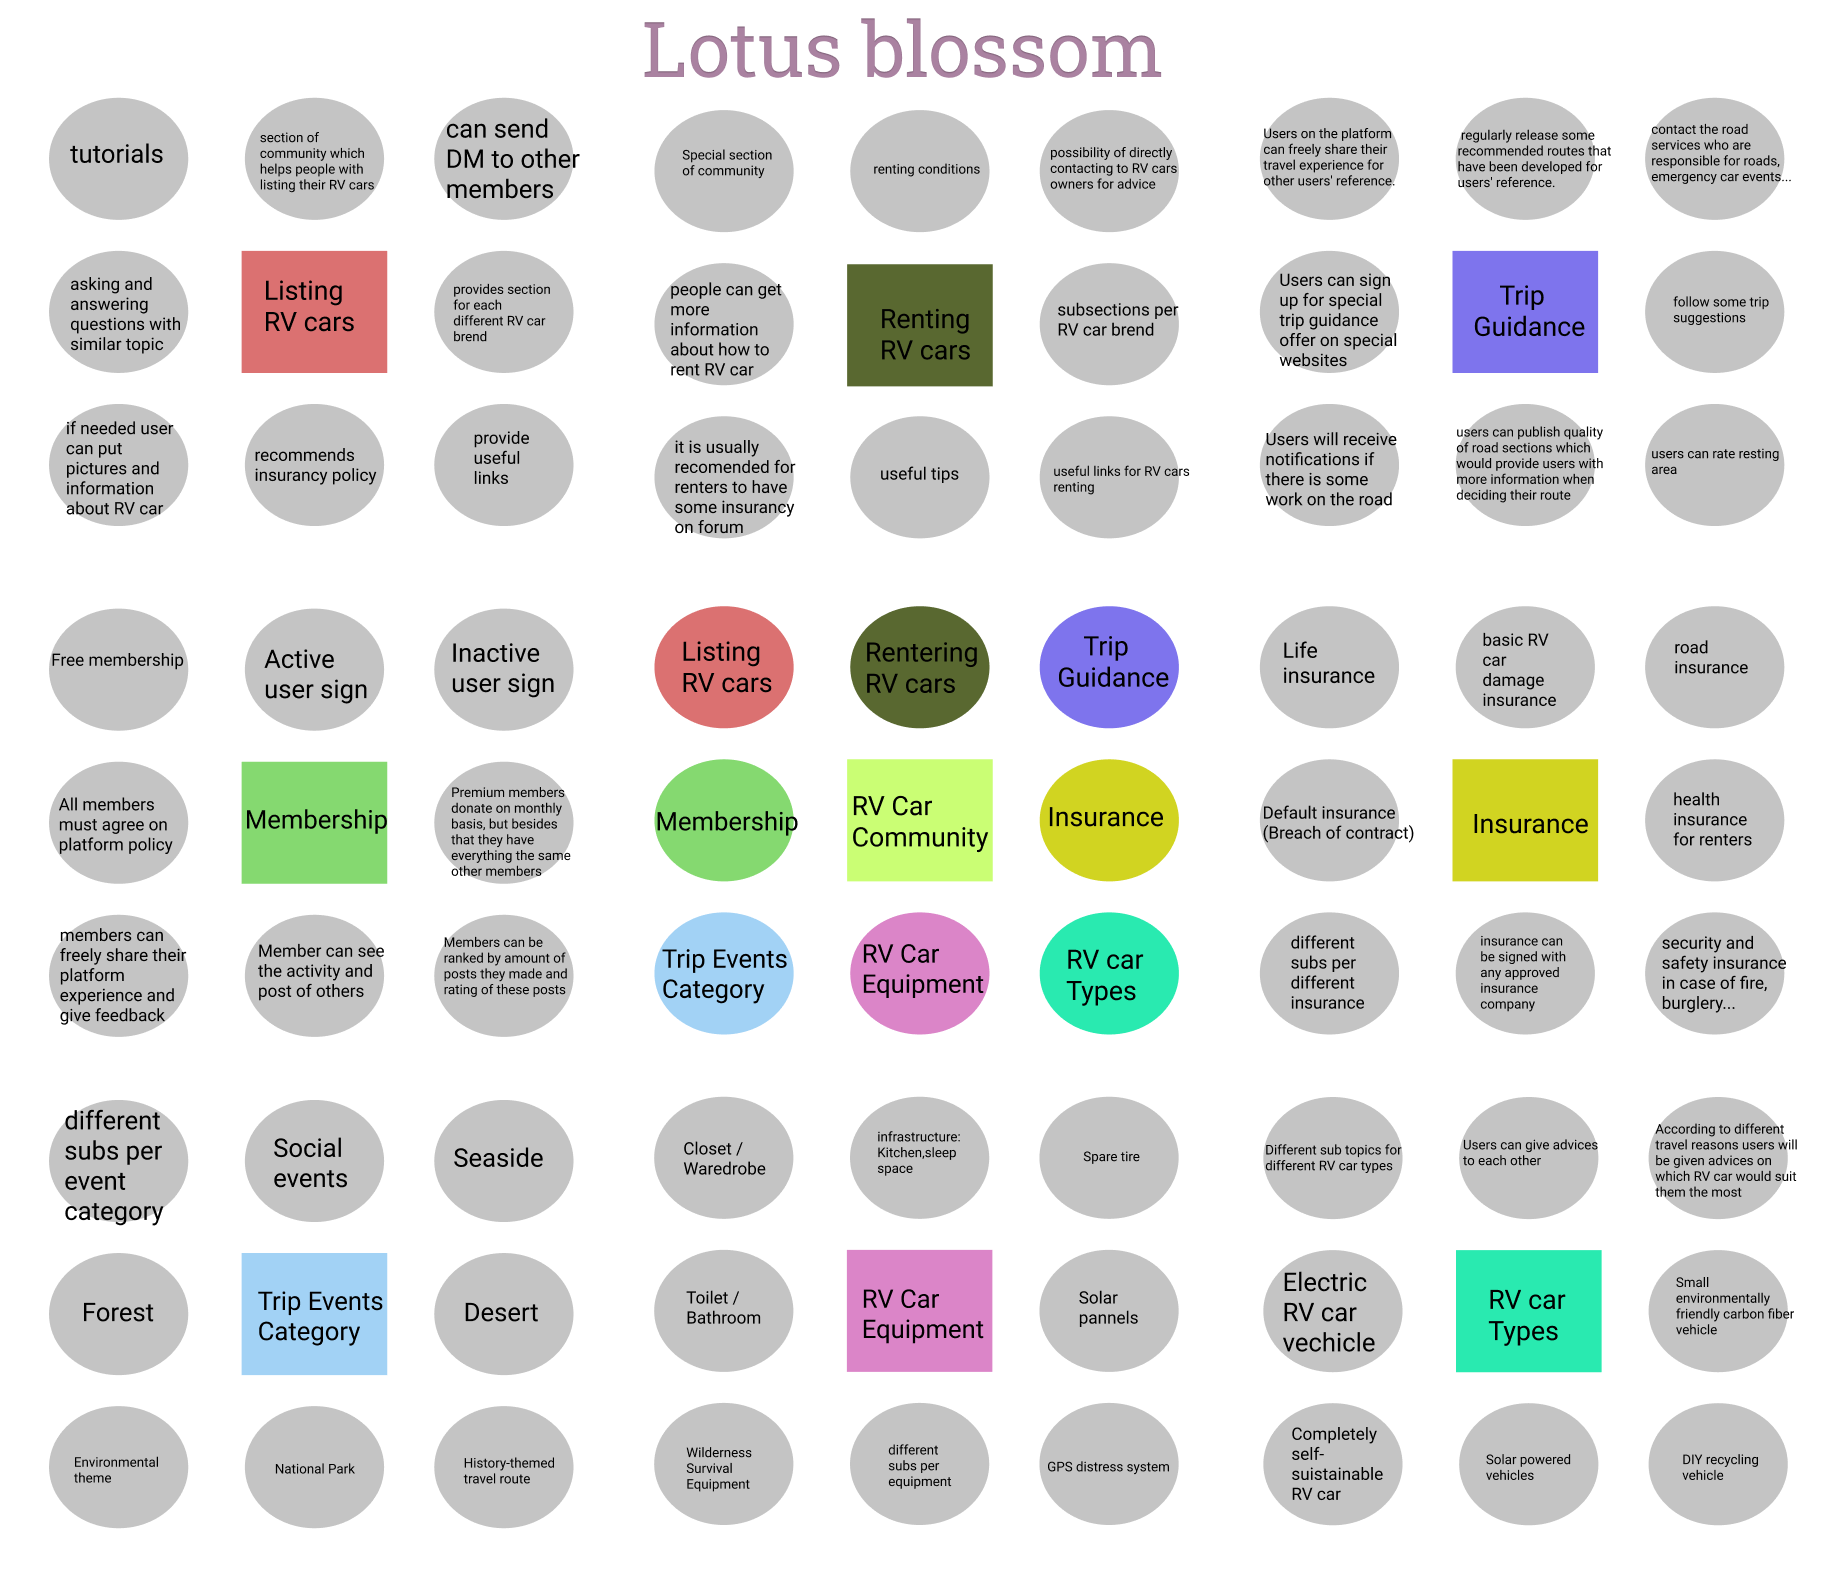 Lotus blossom
tutorials
section of
community which
helps people with
listing their RV cars
can send
DM to other
members
asking and
answering
questions with
similar topic
Listing
RV cars
provides section
for each
different RV car
brend
if needed user
can put
pictures and
information
about RV car
recommends
insurancy policy
provide
useful
links
Special section
of community
renting conditions
possibility of directly
contacting to RV cars
owners for advice
people can get
more
information
about how to
rent RV car
Renting
RV cars
subsections per
RV car brend
it is usually
recomended for
renters to have
some insurancy
on forum
useful tips
useful links for RV cars
renting
Users on the platform
can freely share their
travel experience for
other users' reference.
regularly release some
recommended routes that
have been developed for
users' reference.
contact the road
services who are
responsible for roads,
emergency car events...
Users can sign
up for special
trip guidance
offer on special
websites
Trip
Guidance
follow some trip
suggestions
Users will receive
notifications if
there is some
work on the road
users can publish quality
of road sections which
would provide users with
more information when
deciding their route
users can rate resting
area
Free membership
Active
user sign
Inactive
user sign
All members
must agree on
platform policy
Membership
Premium members
donate on monthly
basis, but besides
that they have
everything the same
other members
members can
freely share their
platform
experience and
give feedback
Member can see
the activity and
post of others
Members can be
ranked by amount of
posts they made and
rating of these posts
Listing
RV cars
Rentering
RV cars
Trip
Guidance
Membership
RV Car
Community
Insurance
Trip Events
Category
RV Car
Equipment
RV car
Types
Life
insurance
basic RV
car
damage
insurance
road
insurance
Default insurance
(Breach of contract)
Insurance
health
insurance
for renters
different
subs per
different
insurance
insurance can
be signed with
any approved
insurance
company
security and
safety insurance
in case of fire,
burglery...
different
subs per
event
category
Social
events
Seaside
Forest
Trip Events
Category
Desert
Environmental
theme
National Park
History-themed
travel route
Closet /
Waredrobe
infrastructure:
Kitchen,sleep
space
Spare tire
Toilet /
Bathroom
RV Car
Equipment
Solar
pannels
Wilderness
Survival
Equipment
different
subs per
equipment
GPS distress system
Different sub topics for
different RV car types
Users can give advices
to each other
According to different
travel reasons users will
be given advices on
which RV car would suit
them the most
Electric
RV car
vechicle
RV car
Types
Small
environmentally
friendly carbon fiber
vehicle
Completely
self-
suistainable
RV car
Solar powered
vehicles
DIY recycling
vehicle